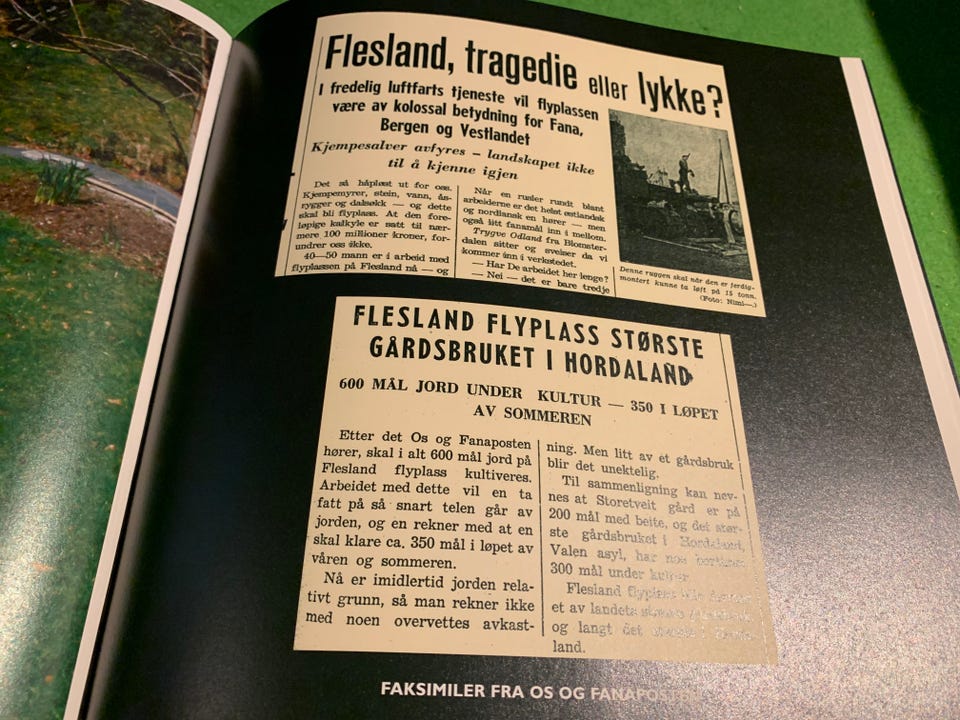 Flesland, tragedie eller lykke?
I fredelig luftfarts tjeneste vil flyplassen
være av kolossal betydning for Fana,
Bergen og Vestlandet
Kjempesalver avfyres – landskapet ikke
til å kjenne igjen
Det så håpløst ut for oss.
Kjempemyrer, stein, vann, ås-
rygger og dalsøkk — og dette
skal bli flyplass. At den fore-
løpige kalkyle er satt til nær-
mere 100 millioner kroner, for-
undrer oss ikke.
40—50 mann er i arbeid med
flyplassen på Flesland nå — og
Når en rusler rundt blant
arbeiderne er det helst østlandsk
og nordlansk en hører — men
også litt fanamål inn i mellom.
Trygve Odland fra Blomster-
dalen sitter og sveiser da vi
kommer inn i verkstedet.
— Har De arbeidet her lenge?
— Nei — det er bare tredje
Denne ruggen skal når den er ferdig-
montert kunne ta løft på 15 tonn.
(Foto: Nimi—.)
FLESLAND FLYPLASS STØRSTE
GÅRDSBRUKET I HORDALAND
600 MÅL JORD UNDER KULTUR — 350 I LØPET
AV SOMMEREN
Etter det Os og Fanaposten
hører, skal i alt 600 mål jord på
Flesland flyplass kultiveres.
Arbeidet med dette vil en ta
fatt på så snart telen går av
jorden, og en rekner med at en
skal klare ca. 350 mål i løpet av
våren og sommeren.
Nå er imidlertid jorden rela-
tivt grunn, så man rekner ikke
med noen overvettes avkast-
ning. Men litt av et gårdsbruk
blir det unektelig.
Til sammenligning kan nev-
nes at Storetveit gård er på
200 mål med beite, og det stør-
ste gårdsbruket i Hordaland,
Valen asyl, har noe
300 mål under kultur
Flesland flyplass
et av landets
og langt det
land.
FAKSIMILER FRA OS OG FANAPOSTEN